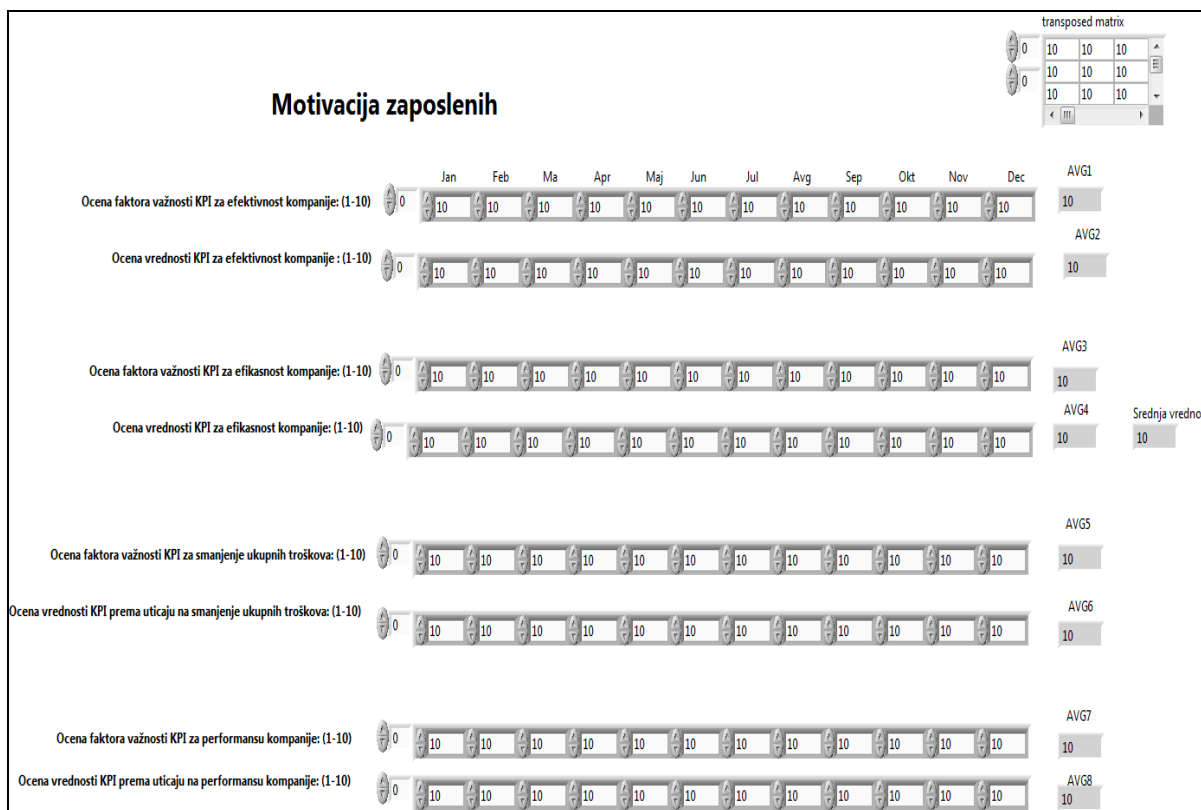 transposed matrix
0 10 10 10
0 10 10 10
10 10 10
Motivacija zaposlenih
Jan Feb Ma Apr Maj Jun Jul Avg Sep Okt Nov Dec AVG1
Ocena faktora važnosti KPI za efektivnost kompanije: (1-10) 0 10 10 10 10 10 10 10 10 10 10 10 10 10
AVG2
Ocena vrednosti KPI za efektivnost kompanije : (1-10) 0 10 10 10 10 10 10 10 10 10 10 10 10 10
AVG3
Ocena faktora važnosti KPI za efikasnost kompanije: (1-10) 0 10 10 10 10 10 10 10 10 10 10 10 10 10
AVG4 Srednja vredno
Ocena vrednosti KPI za efikasnost kompanije: (1-10) 0 10 10 10 10 10 10 10 10 10 10 10 10 10 10
AVG5
Ocena faktora važnosti KPI za smanjenje ukupnih troškova: (1-10) 0 10 10 10 10 10 10 10 10 10 10 10 10 10
AVG6
Ocena vrednosti KPI prema uticaju na smanjenje ukupnih troškova: (1-10) 0 10 10 10 10 10 10 10 10 10 10 10 10 10
AVG7
Ocena faktora važnosti KPI za performansu kompanije: (1-10) 0 10 10 10 10 10 10 10 10 10 10 10 10 10
AVG8
Ocena vrednosti KPI prema uticaju na performansu kompanije: (1-10) 0 10 10 10 10 10 10 10 10 10 10 10 10 10